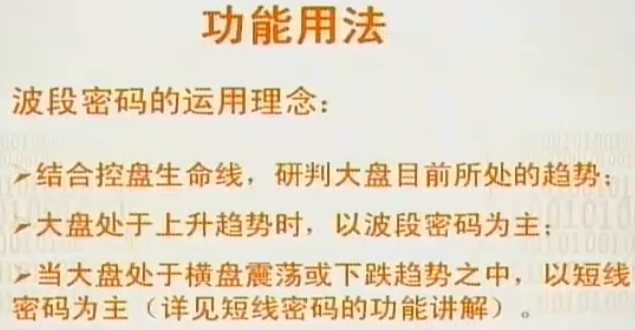 功能用法
波段密码的运用理念：
➢结合控盘生命线，研判大盘目前所处的趋势；
➢大盘处于上升趋势时，以波段密码为主；
➢当大盘处于横盘震荡或下跌趋势之中，以短线
密码为主（详见短线密码的功能讲解）。